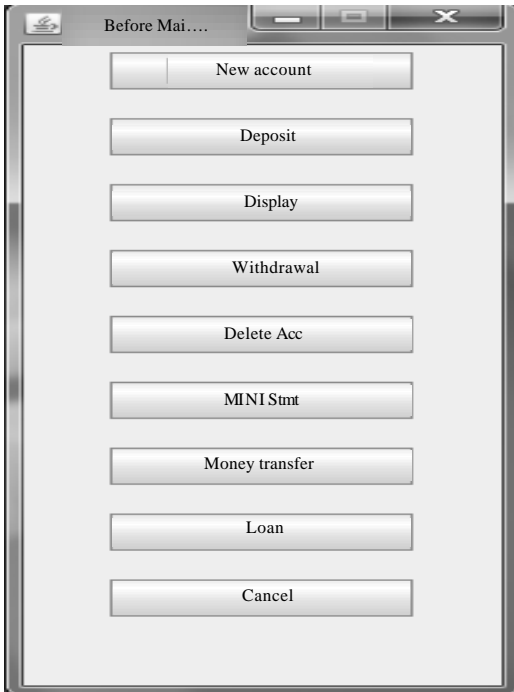 Before Mai….
New account
Deposit
Display
Withdrawal
Delete Acc
MINI Stmt
Money transfer
Loan
Cancel